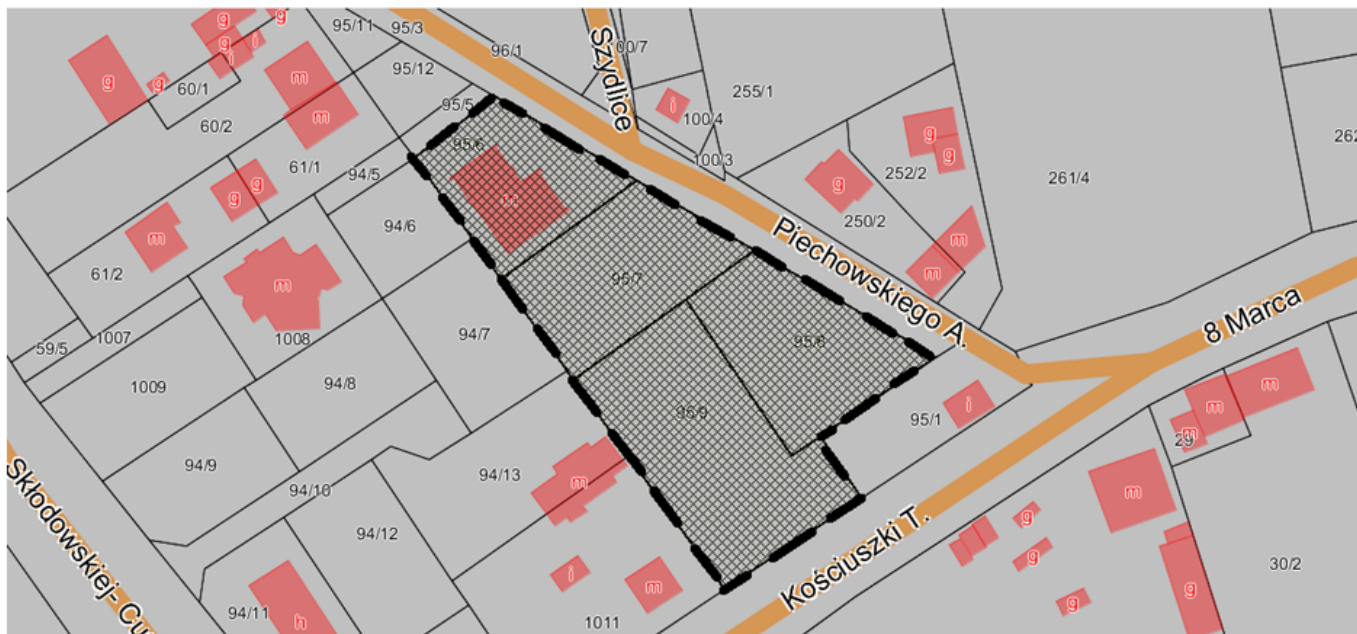 g
g
95/11
95/3
g
i
96/1
00/7
Szydlice
g
g
60/1
m
95/12
255/1
m
60/2
95/5
i
100/4
g
262
95/6
61/1
100/3
g
252/2
94/5
261/4
g
g
g
m
250/2
94/6
m
m
61/2
m
m
95/7
Piechowskiego A.
8 Marca
1007
1008
94/7
95/8
59/5
1009
94/8
m
i
m
95/9
95/1
m
29
94/9
94/13
m
m
94/10
Skłodowskiej- Cu
94/12
g
Kościuszki T.
g
i
m
30/2
g
g
94/11
h
1011